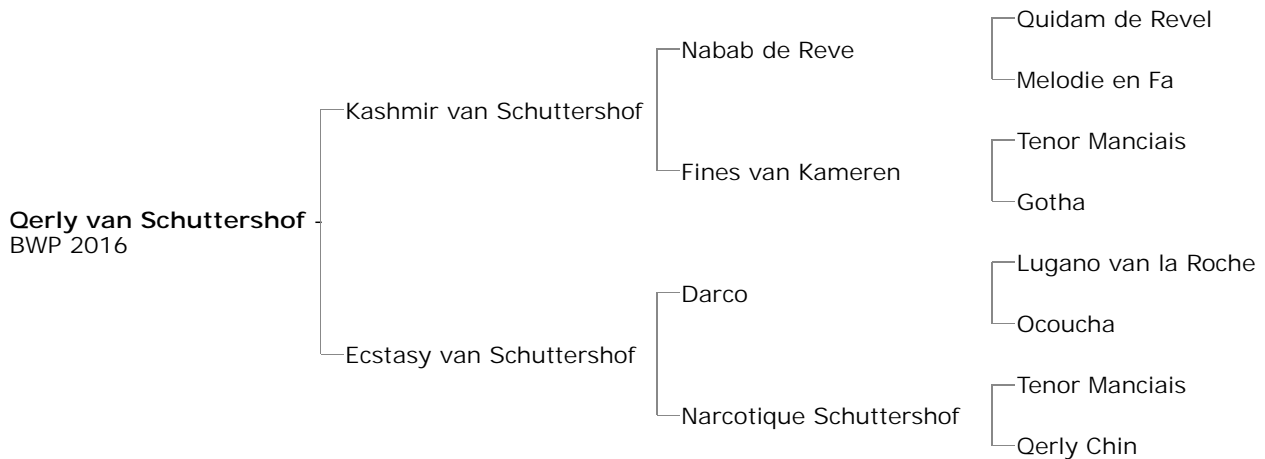 Quidam de Revel
Nabab de Reve
Melodie en Fa
Kashmir van Schuttershof
Tenor Manciais
Fines van Kameren
Gotha
Qerly van Schuttershof
BWP 2016
Lugano van la Roche
Darco
Ocoucha
Ecstasy van Schuttershof
Tenor Manciais
Narcotique Schuttershof
Qerly Chin